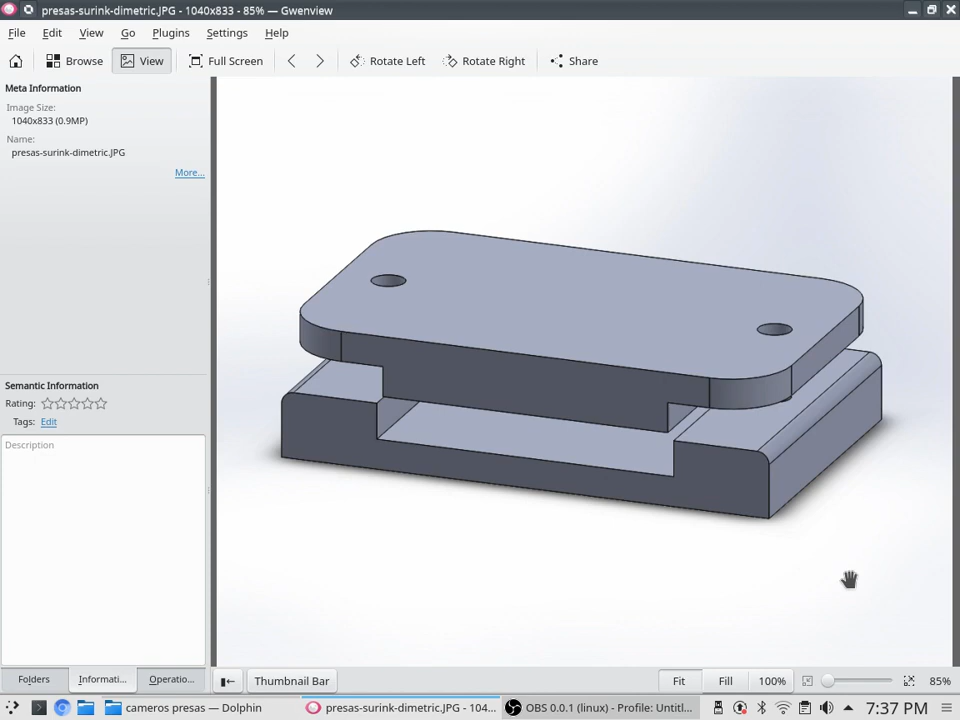 presas-surink-dimetric.JPG - 1040x833 - 85% — Gwenview
File Edit View Go Plugins Settings Help
Browse View Full Screen Rotate Left Rotate Right Share
Meta Information
Image Size:
1040x833 (0.9MP)
Name:
presas-surink-dimetric.JPG
More...
Semantic Information
Rating:
Tags: Edit
Description
Folders Informati... Operatio...
Thumbnail Bar Fit Fill 100% 85%
cameros presas — Dolphin presas-surink-dimetric.JPG - 104... OBS 0.0.1 (linux) - Profile: Untitl... 7:37 PM